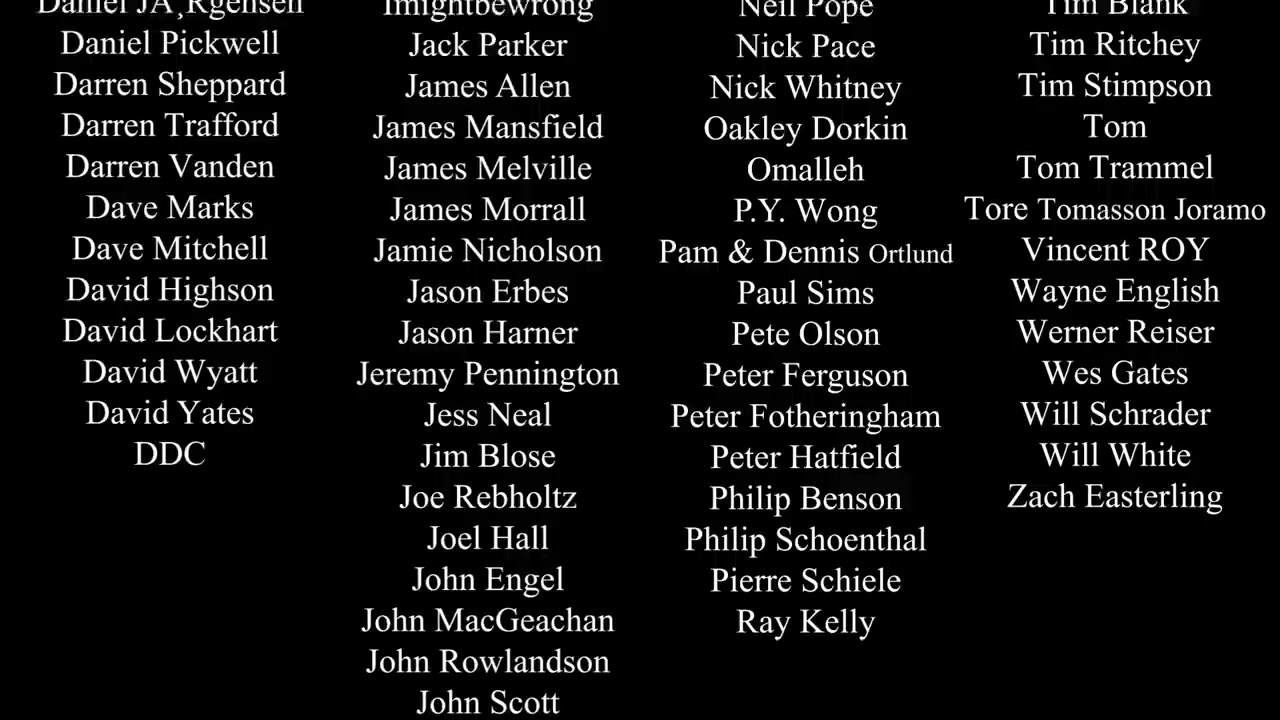 Daniel JÃ¸Rgensen
Daniel Pickwell
Darren Sheppard
Darren Trafford
Darren Vanden
Dave Marks
Dave Mitchell
David Highson
David Lockhart
David Wyatt
David Yates
DDC
Imightbewrong
Jack Parker
James Allen
James Mansfield
James Melville
James Morrall
Jamie Nicholson
Jason Erbes
Jason Harner
Jeremy Pennington
Jess Neal
Jim Blose
Joe Rebholtz
Joel Hall
John Engel
John MacGeachan
John Rowlandson
John Scott
Neil Pope
Nick Pace
Nick Whitney
Oakley Dorkin
Omalleh
P.Y. Wong
Pam & Dennis Ortlund
Paul Sims
Pete Olson
Peter Ferguson
Peter Fotheringham
Peter Hatfield
Philip Benson
Philip Schoenthal
Pierre Schiele
Ray Kelly
Tim Blank
Tim Ritchey
Tim Stimpson
Tom
Tom Trammel
Tore Tomasson Joramo
Vincent ROY
Wayne English
Werner Reiser
Wes Gates
Will Schrader
Will White
Zach Easterling